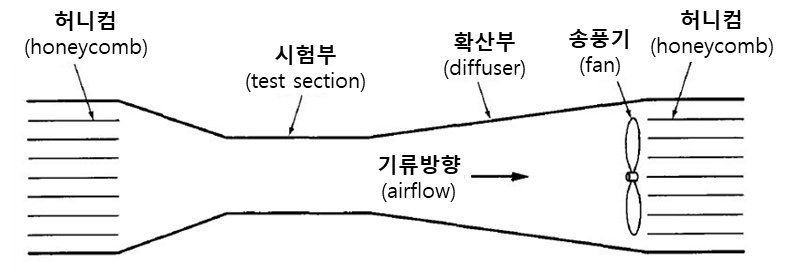 허니컴
(honeycomb)
시험부
(test section)
확산부
(diffuser)
송풍기
(fan)
허니컴
(honeycomb)
기류방향
(airflow)